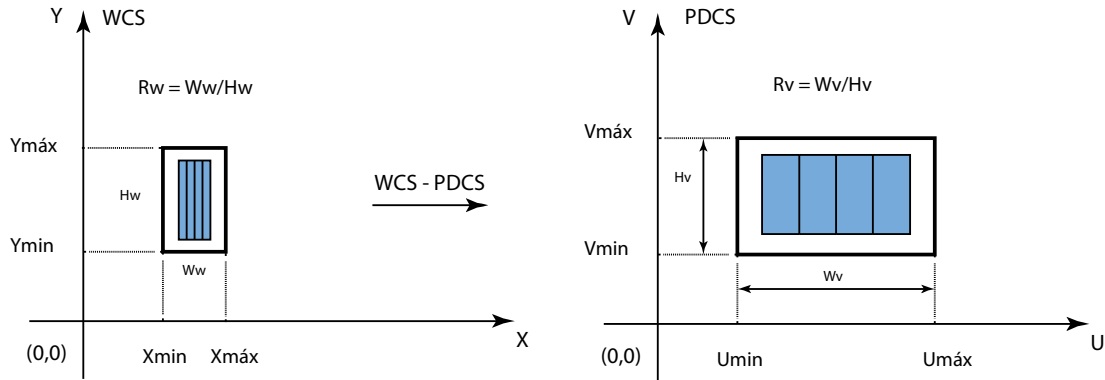 Y WCS
Rw = Ww/Hw
Ymáx
Hw
Ymin
Ww
(0,0)
Xmin
Xmáx
X
WCS - PDCS
V PDCS
Rv = Wv/Hv
Vmáx
Hv
Vmin
Wv
(0,0)
Umin
Umáx
U